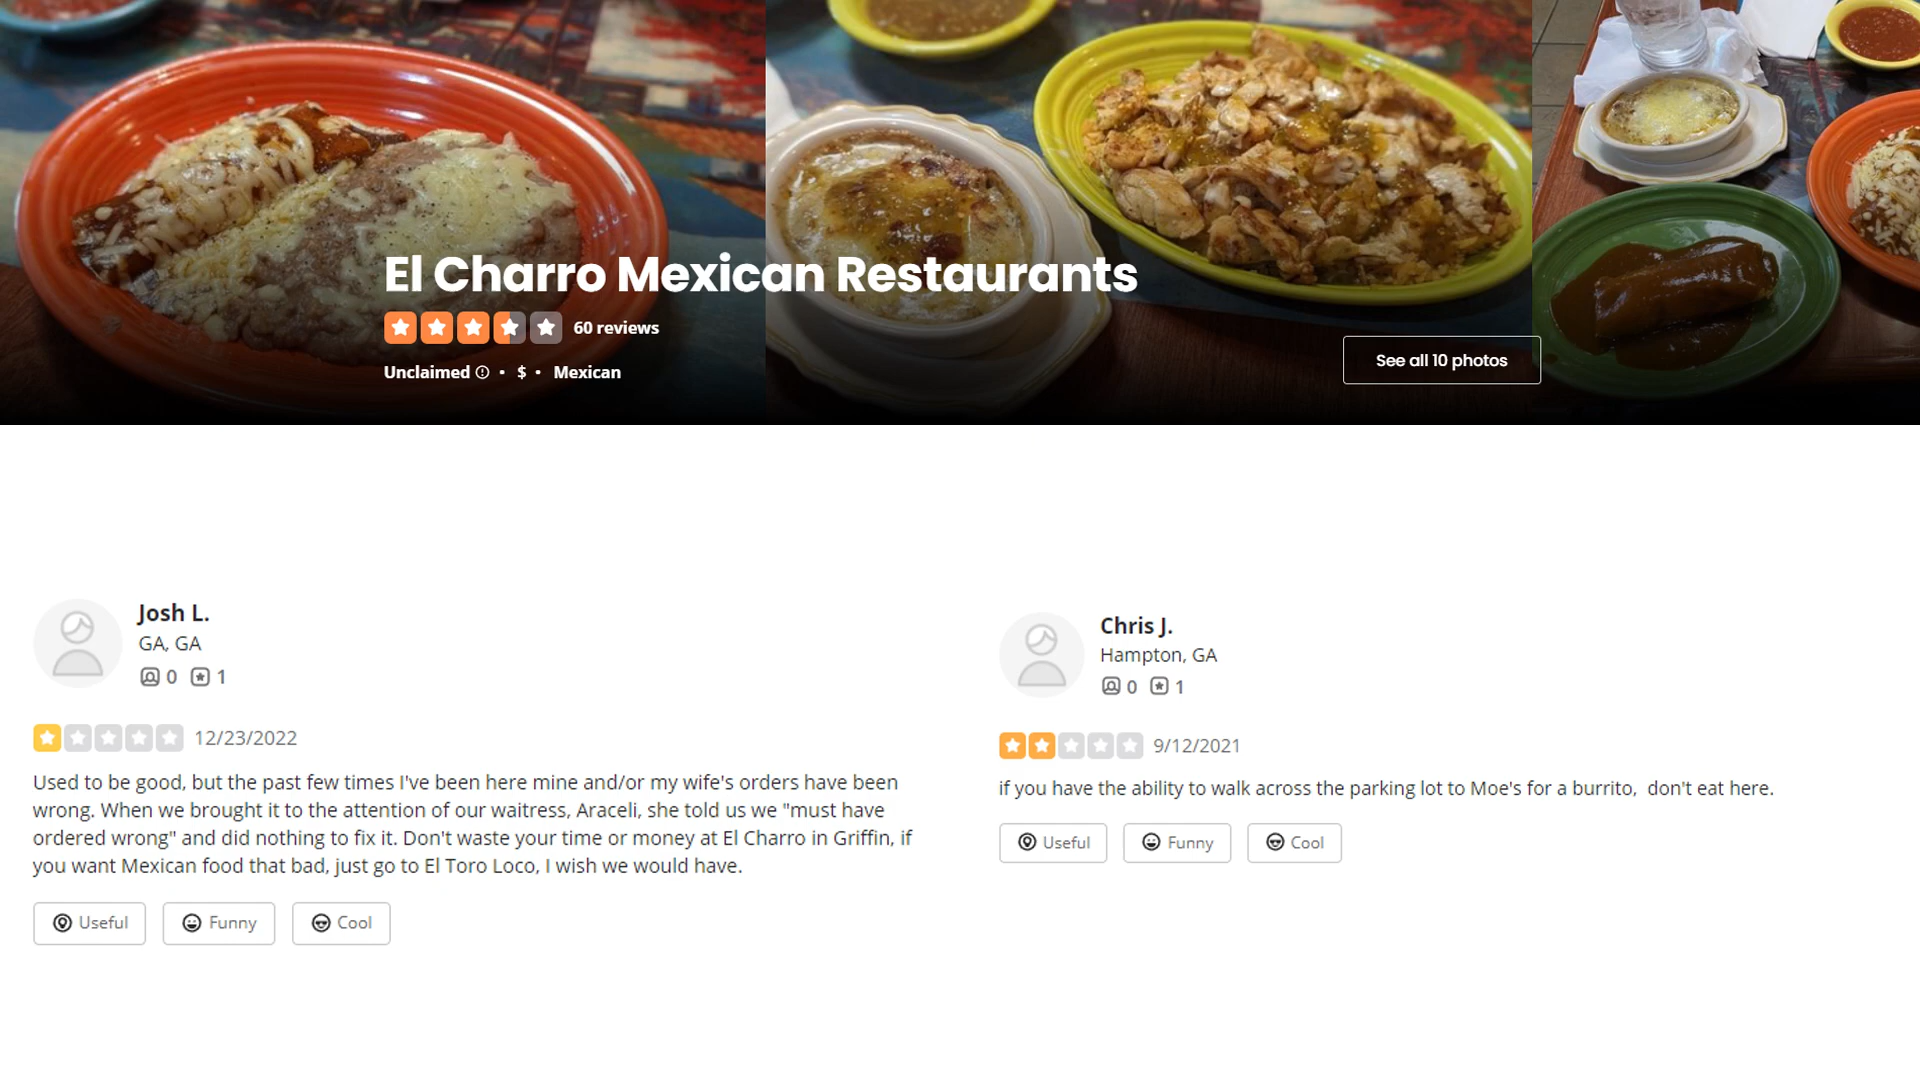 El Charro Mexican Restaurants
60 reviews
Unclaimed • $ • Mexican
See all 10 photos
Josh L.
GA, GA
0 1
12/23/2022
Used to be good, but the past few times I've been here mine and/or my wife's orders have been
wrong. When we brought it to the attention of our waitress, Araceli, she told us we "must have
ordered wrong" and did nothing to fix it. Don't waste your time or money at El Charro in Griffin, if
you want Mexican food that bad, just go to El Toro Loco, I wish we would have.
Useful Funny Cool
Chris J.
Hampton, GA
0 1
9/12/2021
if you have the ability to walk across the parking lot to Moe's for a burrito,  don't eat here.
Useful Funny Cool